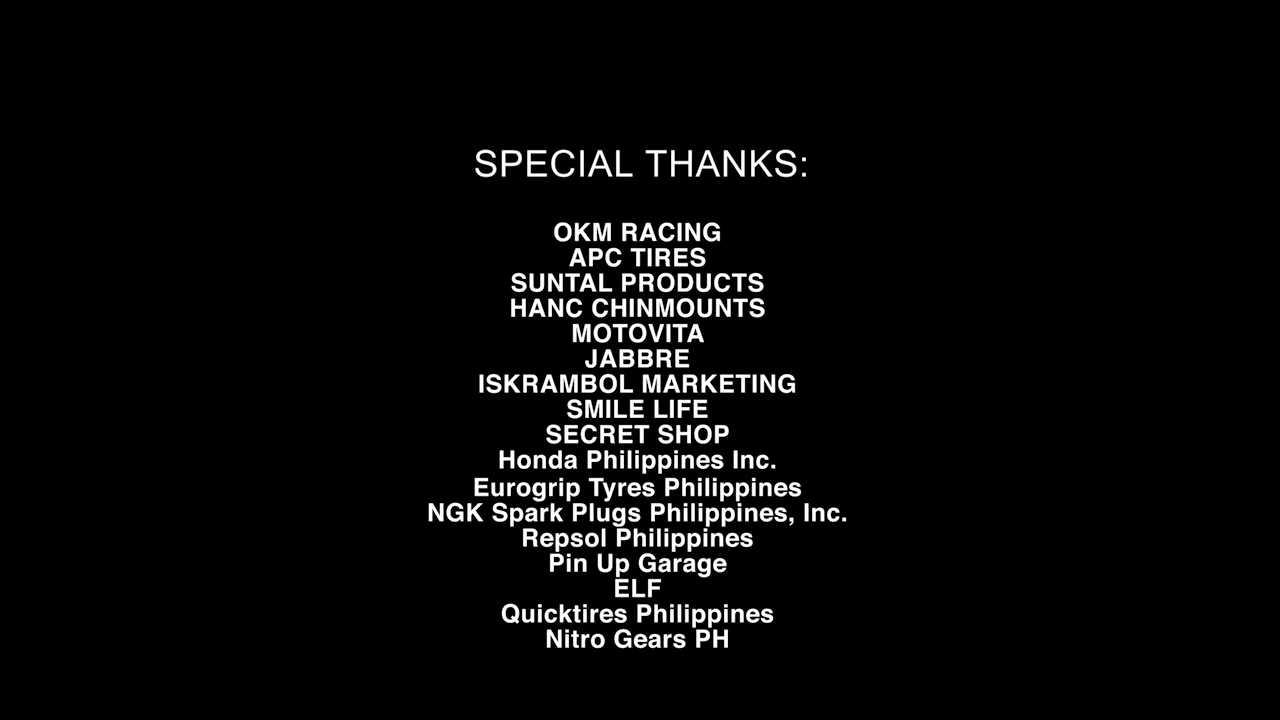 SPECIAL THANKS:
OKM RACING
APC TIRES
SUNTAL PRODUCTS
HANC CHINMOUNTS
MOTOVITA
JABBRE
ISKRAMBOL MARKETING
SMILE LIFE
SECRET SHOP
Honda Philippines Inc.
Eurogrip Tyres Philippines
NGK Spark Plugs Philippines, Inc.
Repsol Philippines
Pin Up Garage
ELF
Quicktires Philippines
Nitro Gears PH